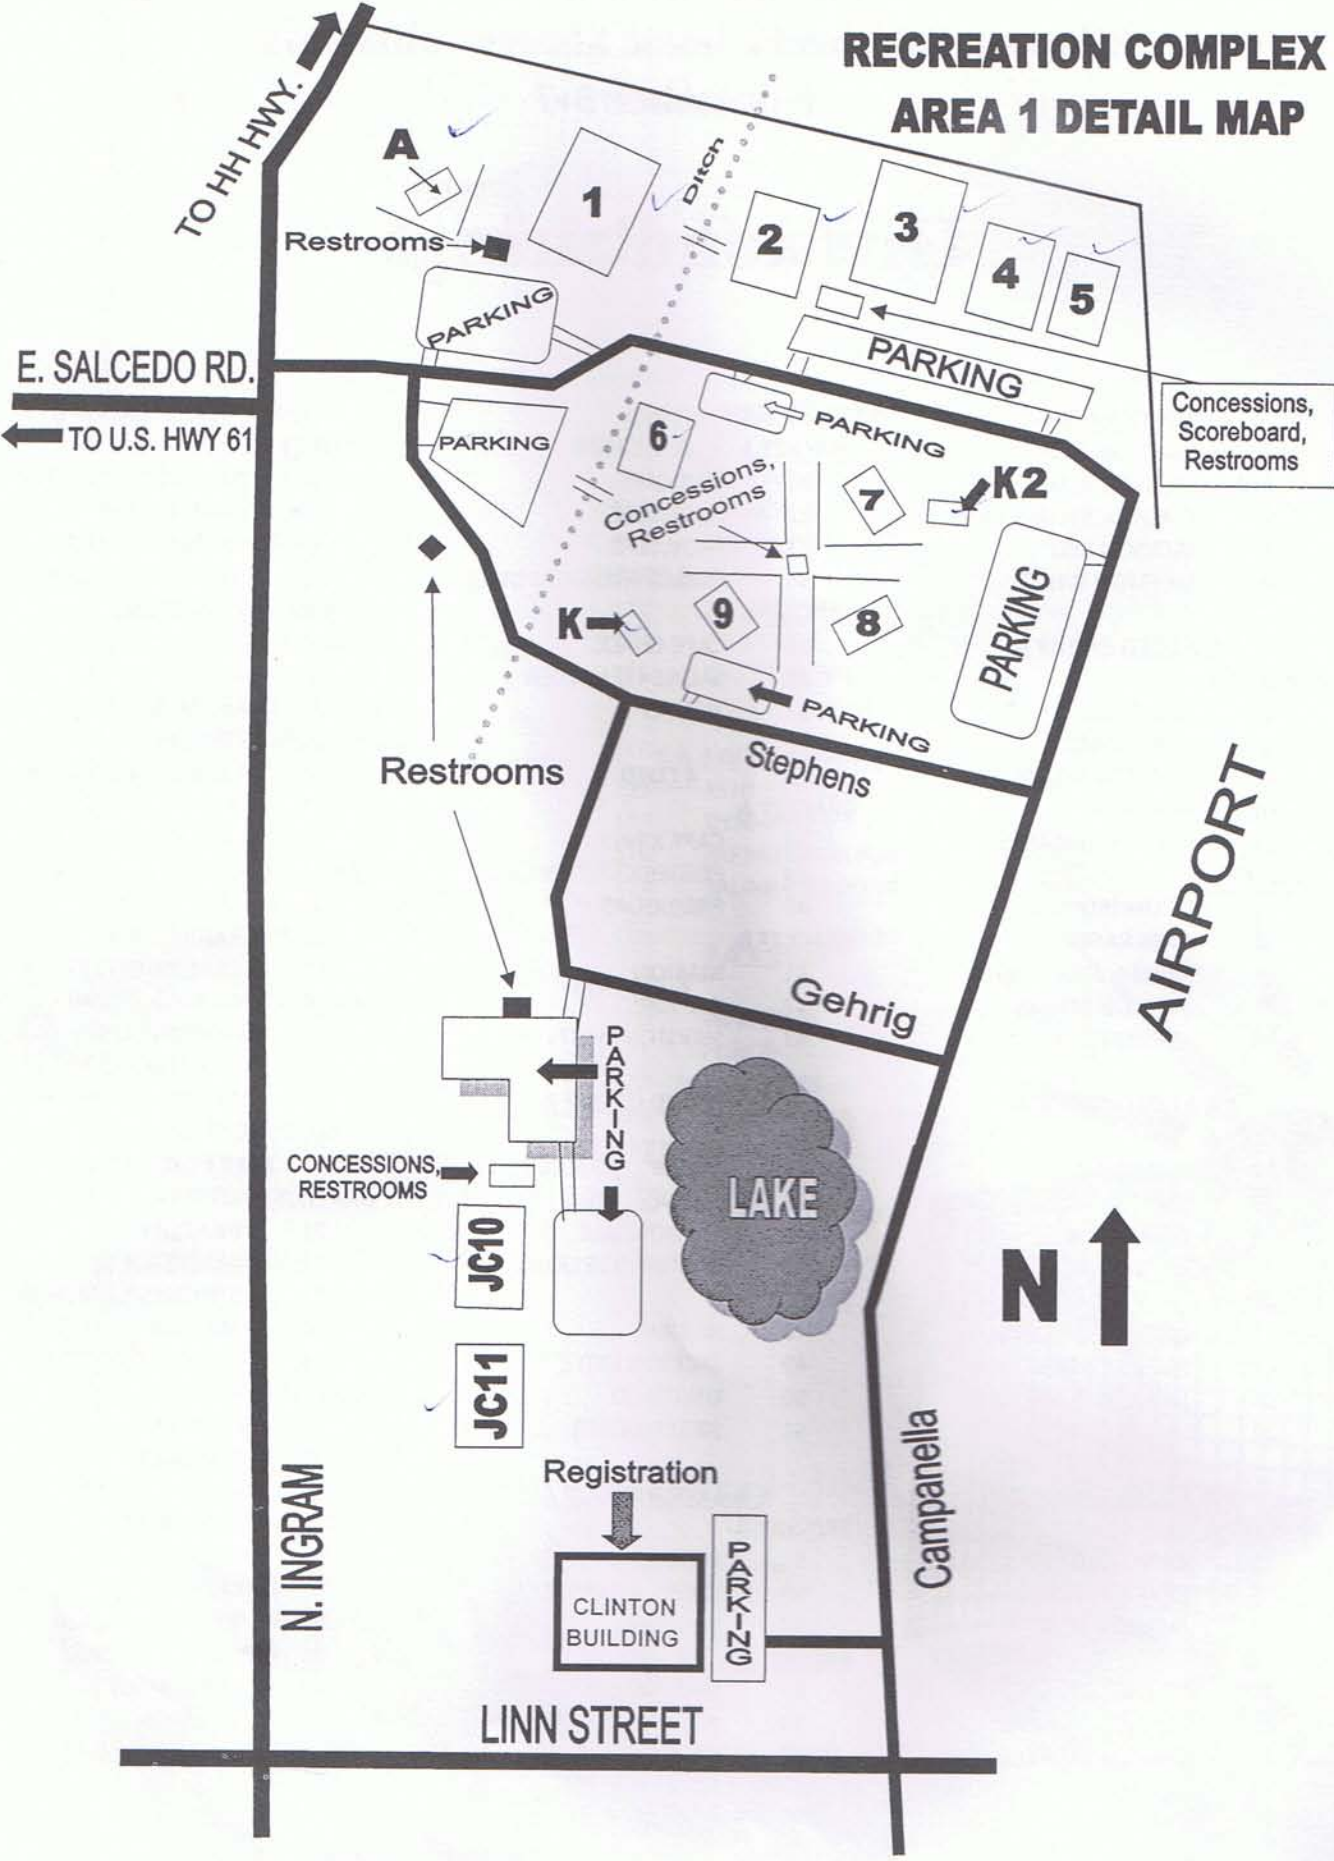 RECREATION COMPLEX
AREA 1 DETAIL MAP
TO HH HWY.
A
1
Ditch
2
3
4
5
Restrooms
PARKING
PARKING
E. SALCEDO RD.
TO U.S. HWY 61
PARKING
6
PARKING
Concessions,
Scoreboard,
Restrooms
Concessions,
Restrooms
7
K2
K
9
8
PARKING
PARKING
Stephens
Restrooms
AIRPORT
Gehrig
PARKING
CONCESSIONS,
RESTROOMS
LAKE
JC10
N
JC11
Campanella
N. INGRAM
Registration
CLINTON
BUILDING
PARKING
LINN STREET